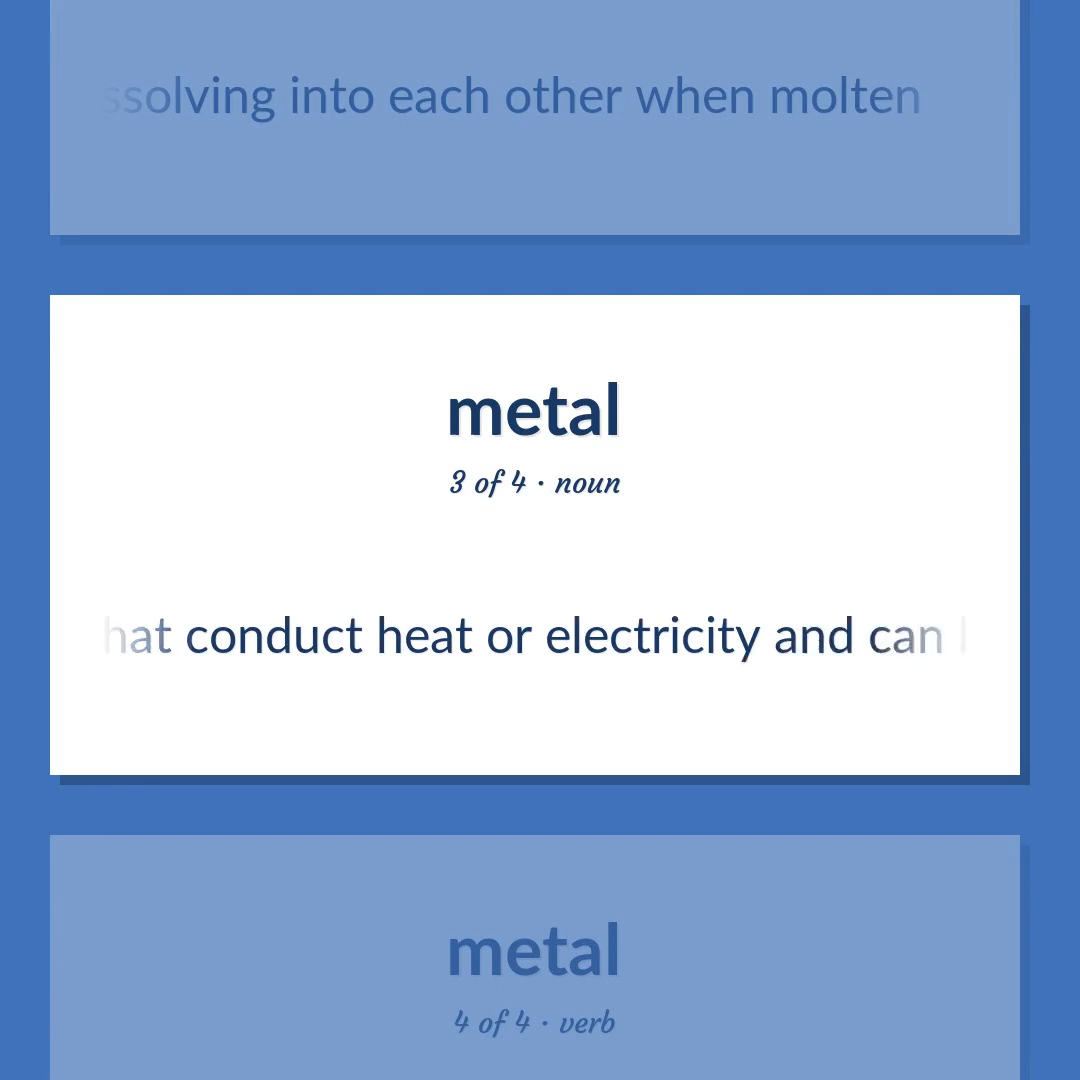 ssolving into each other when molten
metal
3 of 4 · noun
hat conduct heat or electricity and can
metal
4 of 4 · verb